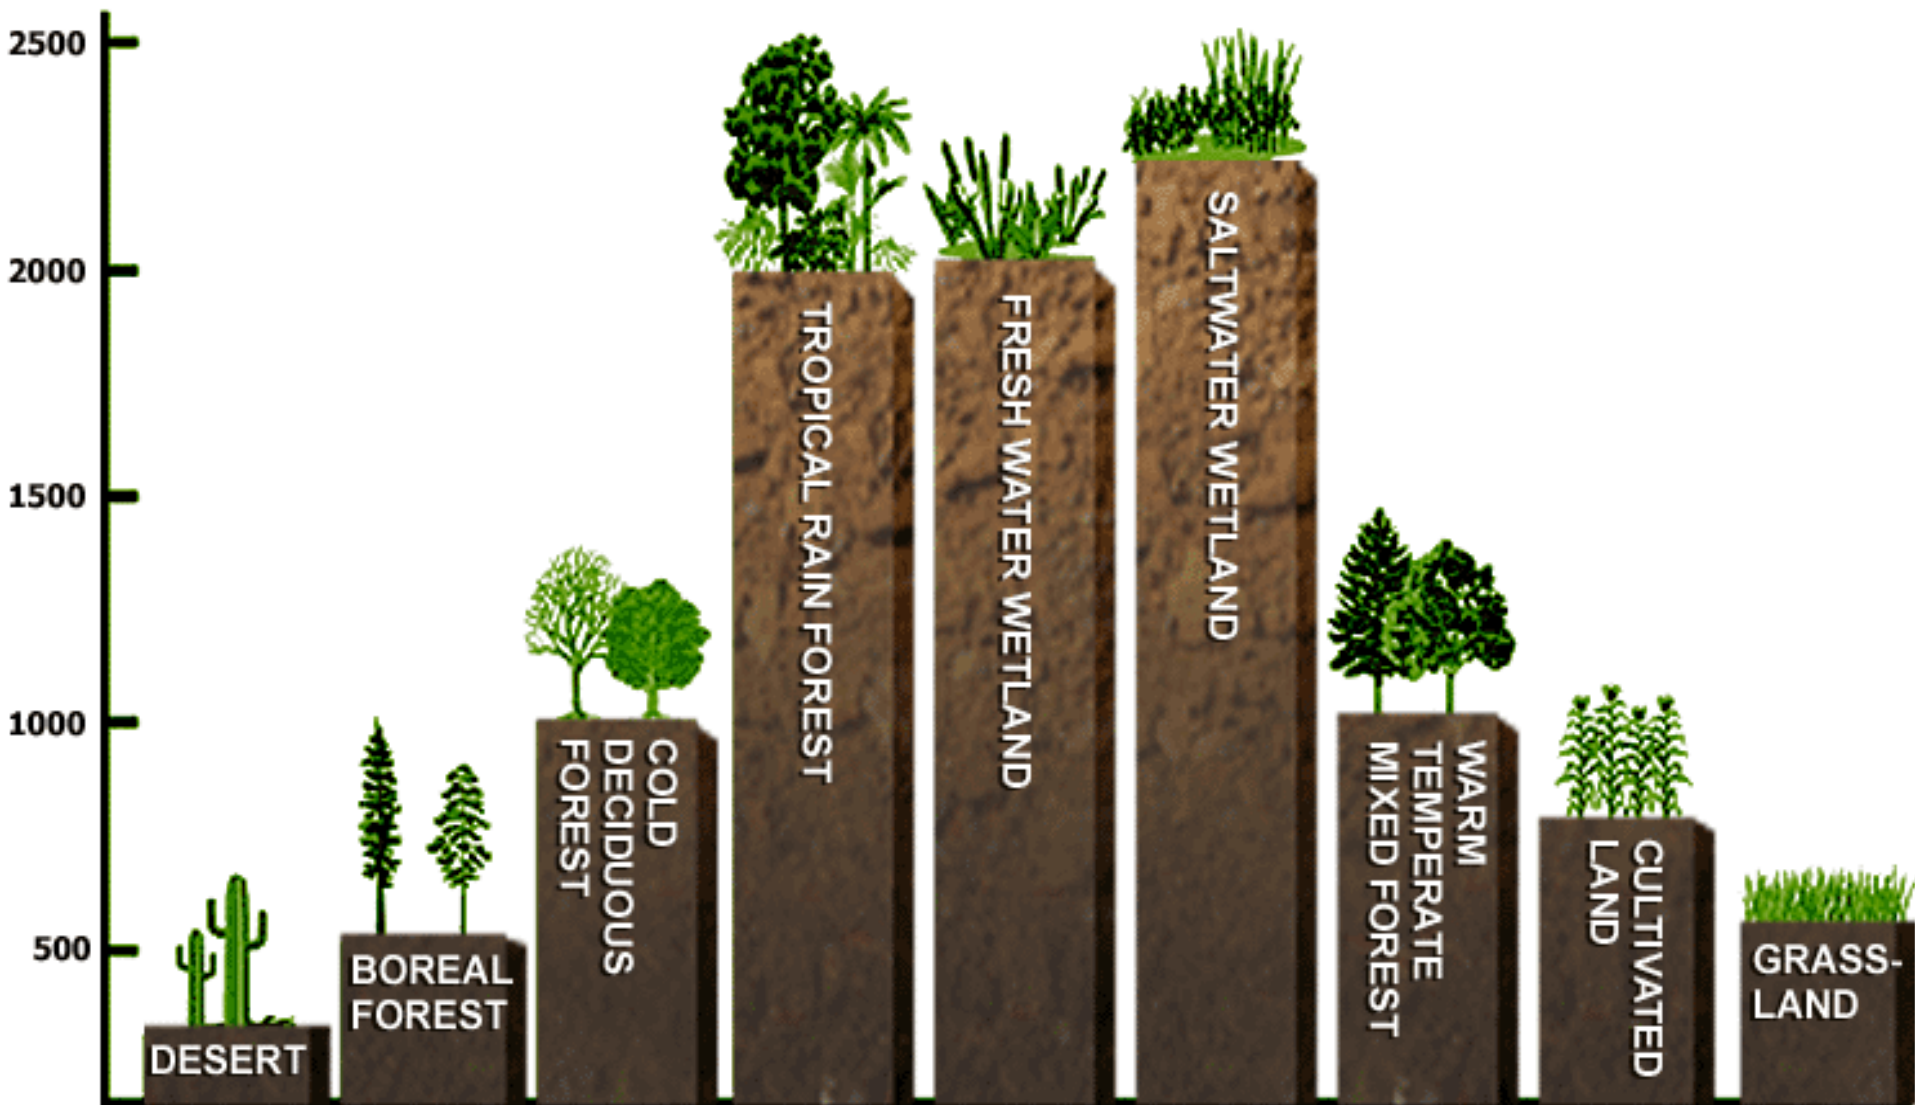 2500
2000
1500
1000
500
DESERT
BOREAL
FOREST
COLD
DECIDUOUS
FOREST
TROPICAL RAIN FOREST
FRESH WATER WETLAND
SALTWATER WETLAND
WARM
TEMPERATE
MIXED FOREST
CULTIVATED
LAND
GRASS-
LAND